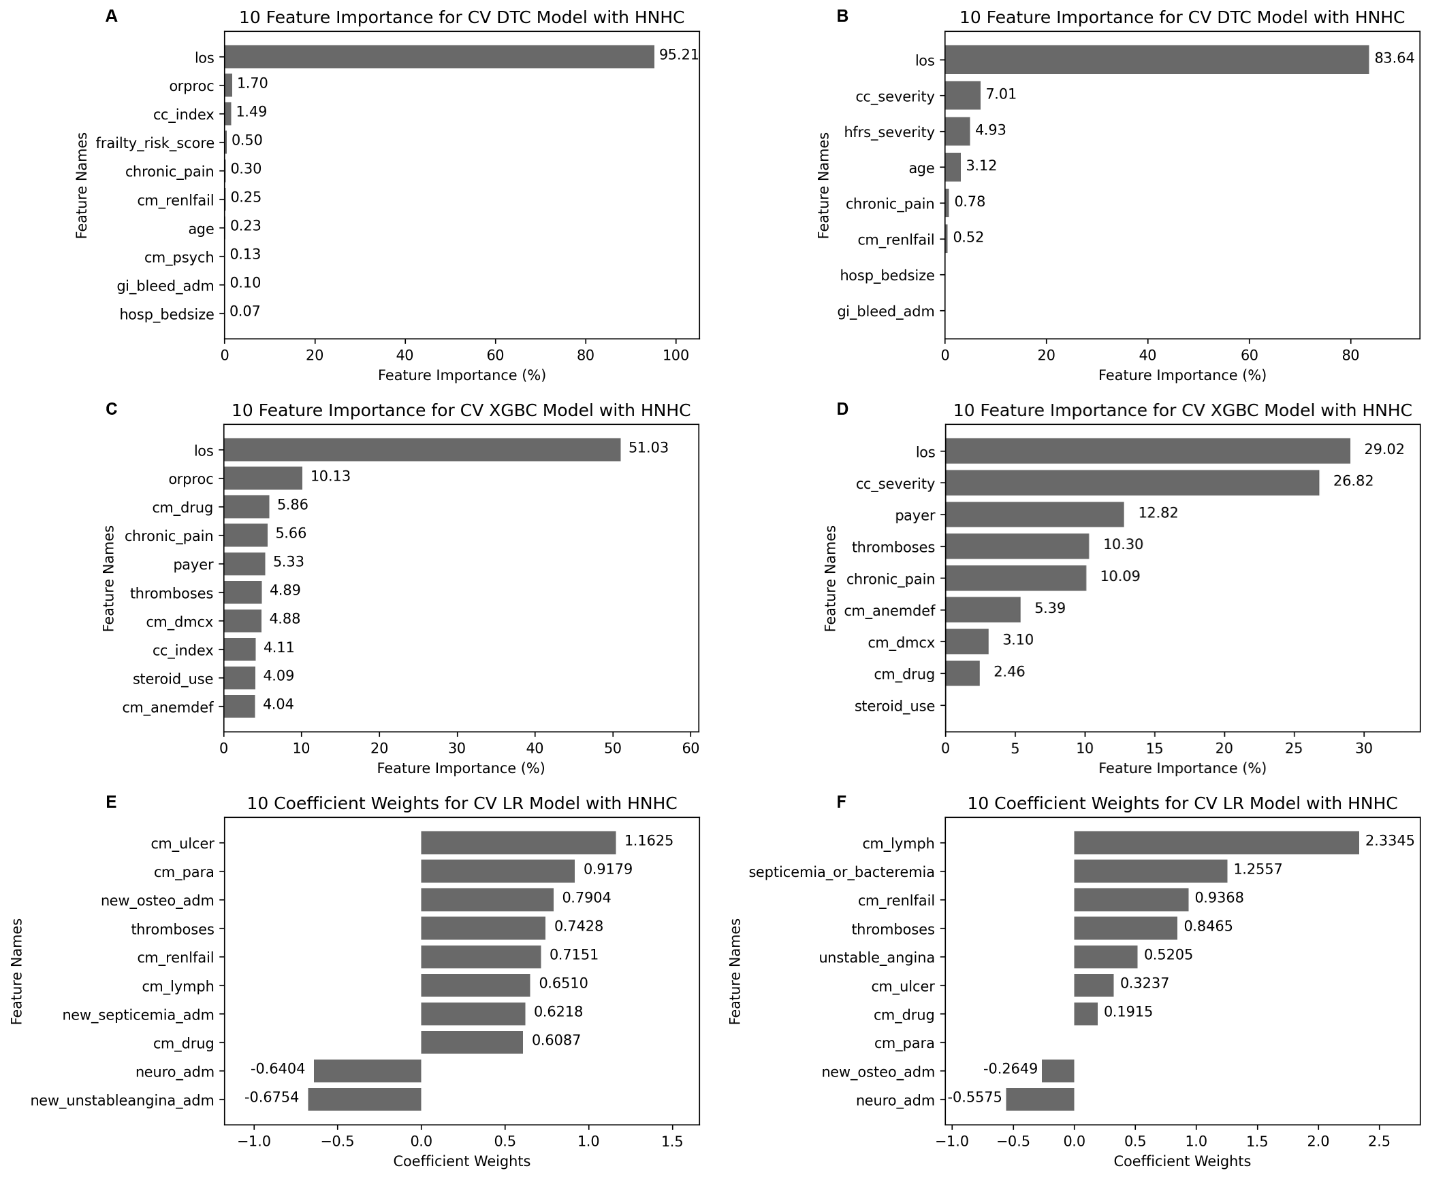 A
10 Feature Importance for CV DTC Model with HNHC
Feature Names
los 95.21
orproc 1.70
cc_index 1.49
frailty_risk_score 0.50
chronic_pain 0.30
cm_renlfail 0.25
age 0.23
cm_psych 0.13
gi_bleed_adm 0.10
hosp_bedsize 0.07
0 20 40 60 80 100
Feature Importance (%)
B
10 Feature Importance for CV DTC Model with HNHC
Feature Names
los 83.64
cc_severity 7.01
hfrs_severity 4.93
age 3.12
chronic_pain 0.78
cm_renlfail 0.52
hosp_bedsize
gi_bleed_adm
0 20 40 60 80
Feature Importance (%)
C
10 Feature Importance for CV XGBC Model with HNHC
Feature Names
los 51.03
orproc 10.13
cm_drug 5.86
chronic_pain 5.66
payer 5.33
thromboses 4.89
cm_dmcx 4.88
cc_index 4.11
steroid_use 4.09
cm_anemdef 4.04
0 10 20 30 40 50 60
Feature Importance (%)
D
10 Feature Importance for CV XGBC Model with HNHC
Feature Names
los 29.02
cc_severity 26.82
payer 12.82
thromboses 10.30
chronic_pain 10.09
cm_anemdef 5.39
cm_dmcx 3.10
cm_drug 2.46
steroid_use
0 5 10 15 20 25 30
Feature Importance (%)
E
10 Coefficient Weights for CV LR Model with HNHC
Feature Names
cm_ulcer 1.1625
cm_para 0.9179
new_osteo_adm 0.7904
thromboses 0.7428
cm_renlfail 0.7151
cm_lymph 0.6510
new_septicemia_adm 0.6218
cm_drug 0.6087
neuro_adm -0.6404
new_unstableangina_adm -0.6754
−1.0 −0.5 0.0 0.5 1.0 1.5
Coefficient Weights
F
10 Coefficient Weights for CV LR Model with HNHC
Feature Names
cm_lymph 2.3345
septicemia_or_bacteremia 1.2557
cm_renlfail 0.9368
thromboses 0.8465
unstable_angina 0.5205
cm_ulcer 0.3237
cm_drug 0.1915
cm_para
new_osteo_adm -0.2649
neuro_adm -0.5575
−1.0 −0.5 0.0 0.5 1.0 1.5 2.0 2.5
Coefficient Weights